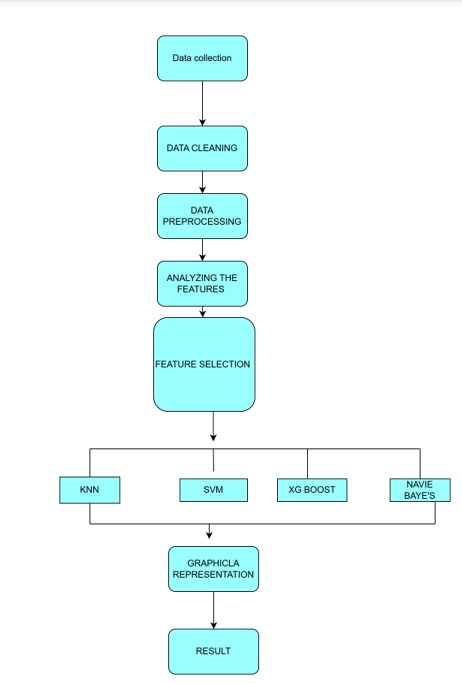 Data collection
DATA CLEANING
DATA
PREPROCESSING
ANALYZING THE
FEATURES
FEATURE SELECTION
KNN
SVM
XG BOOST
NAVIE
BAYE'S
GRAPHICLA
REPRESENTATION
RESULT